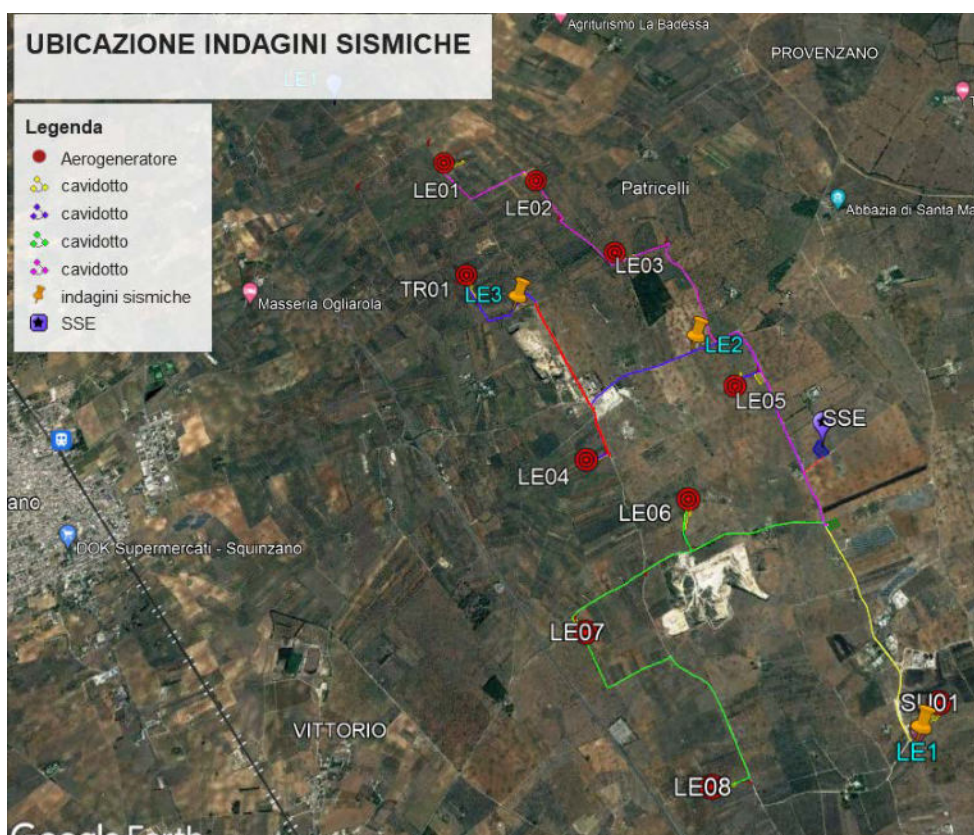 Agriturismo La Badessa
UBICAZIONE INDAGINI SISMICHE
PROVENZANO
LE1
Legenda
Aerogeneratore
cavidotto
cavidotto
cavidotto
cavidotto
indagini sismiche
SSE
LE01
LE02
Patricelli
Abbazia di Santa Ma
LE03
TR01
LE3
Masseria Ogliarola
LE2
LE05
SSE
LE04
LE06
ano
DOK Supermercati - Squinzano
LE07
SU01
VITTORIO
LE1
LE08
Google Earth